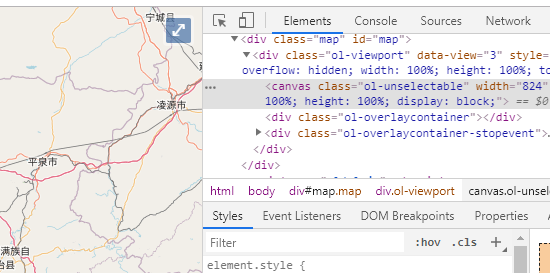 宁城县
凌源市
平泉市
满族自
治县
Elements Console Sources Network
<div class="map" id="map">
<div class="ol-viewport" data-view="3" style=
overflow: hidden; width: 100%; height: 100%; to
<canvas class="ol-unselectable" width="824"
100%; height: 100%; display: block;"> == $0
<div class="ol-overlaycontainer"></div>
<div class="ol-overlaycontainer-stopevent">…
</div>
</div>
html body div#map.map div.ol-viewport canvas.ol-unsele
Styles Event Listeners DOM Breakpoints Properties
Filter :hov .cls +
element.style {